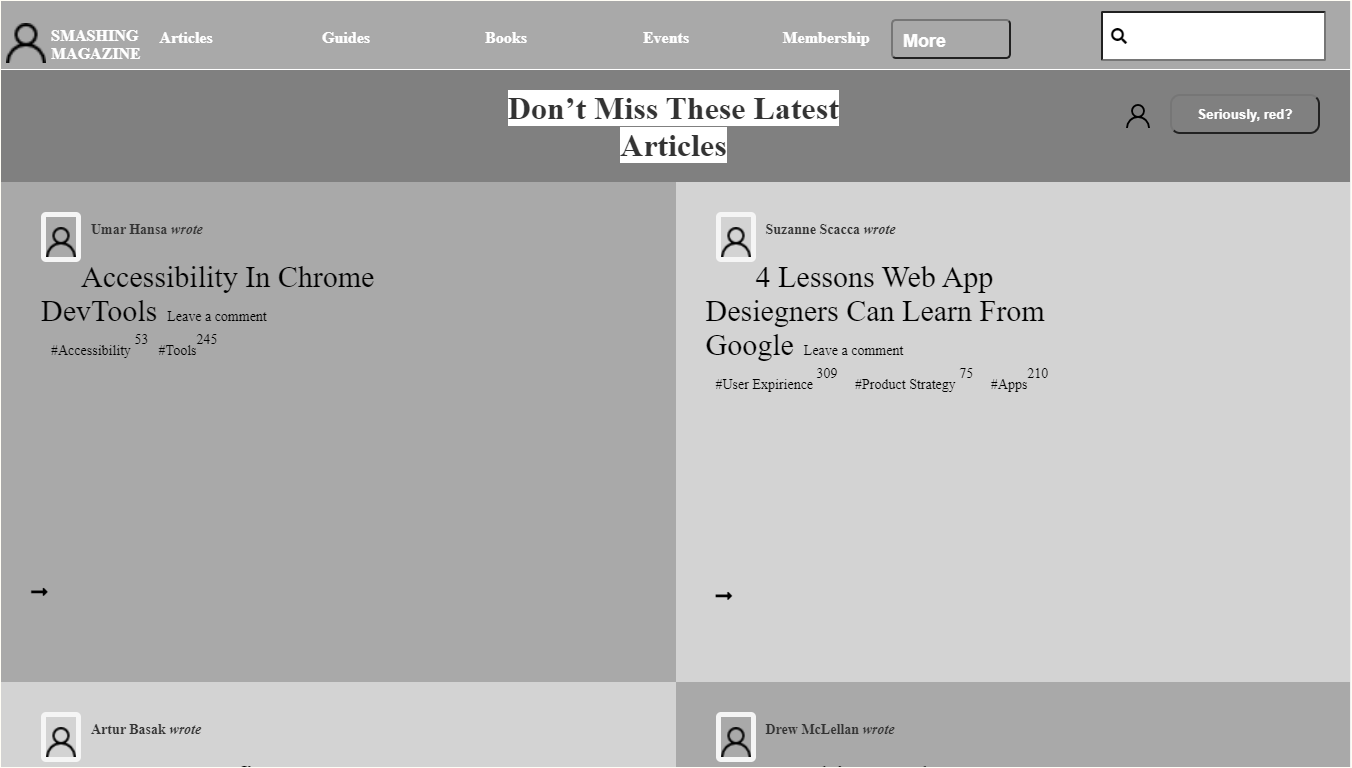 SMASHING
MAGAZINE
Articles
Guides
Books
Events
Membership
More
Don’t Miss These Latest
Articles
Seriously, red?
Umar Hansa wrote
Accessibility In Chrome
DevTools Leave a comment
#Accessibility 53 #Tools 245
Suzanne Scacca wrote
4 Lessons Web App
Desiegners Can Learn From
Google Leave a comment
#User Expirience 309 #Product Strategy 75 #Apps 210
Artur Basak wrote
Drew McLellan wrote